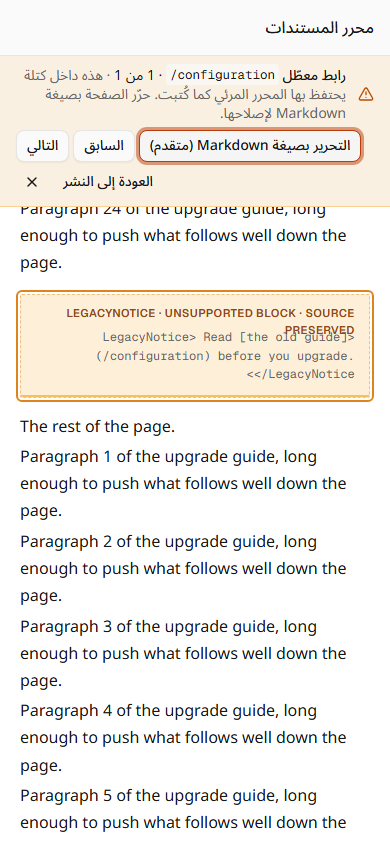 محرر المستندات
رابط معطّل /configuration · 1 من 1 · هذه داخل كتلة
يحتفظ بها المحرر المرئي كما كُتبت. حرّر الصفحة بصيغة
Markdown لإصلاحها.
التحرير بصيغة Markdown (متقدم)
السابق
التالي
العودة إلى النشر
×
Paragraph 24 of the upgrade guide, long
enough to push what follows well down the
page.
LEGACYNOTICE · UNSUPPORTED BLOCK · SOURCE
PRESERVED
LegacyNotice> Read [the old guide]>
(/configuration) before you upgrade.
<</LegacyNotice
The rest of the page.
Paragraph 1 of the upgrade guide, long
enough to push what follows well down the
page.
Paragraph 2 of the upgrade guide, long
enough to push what follows well down the
page.
Paragraph 3 of the upgrade guide, long
enough to push what follows well down the
page.
Paragraph 4 of the upgrade guide, long
enough to push what follows well down the
page.
Paragraph 5 of the upgrade guide, long
enough to push what follows well down the